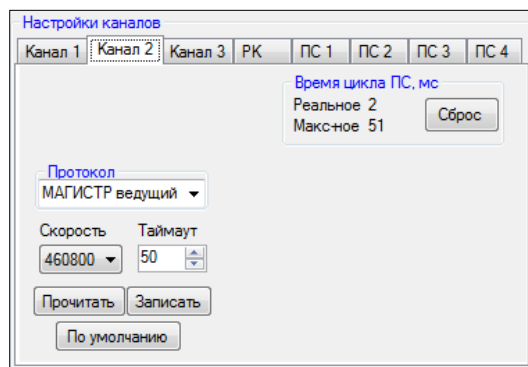 Настройки каналов
Канал 1 Канал 2 Канал 3 РК ПС 1 ПС 2 ПС 3 ПС 4
Время цикла ПС, мс
Реальное 2
Макс-ное 51
Сброс
Протокол
МАГИСТР ведущий
Скорость Таймаут
460800 50
Прочитать Записать
По умолчанию